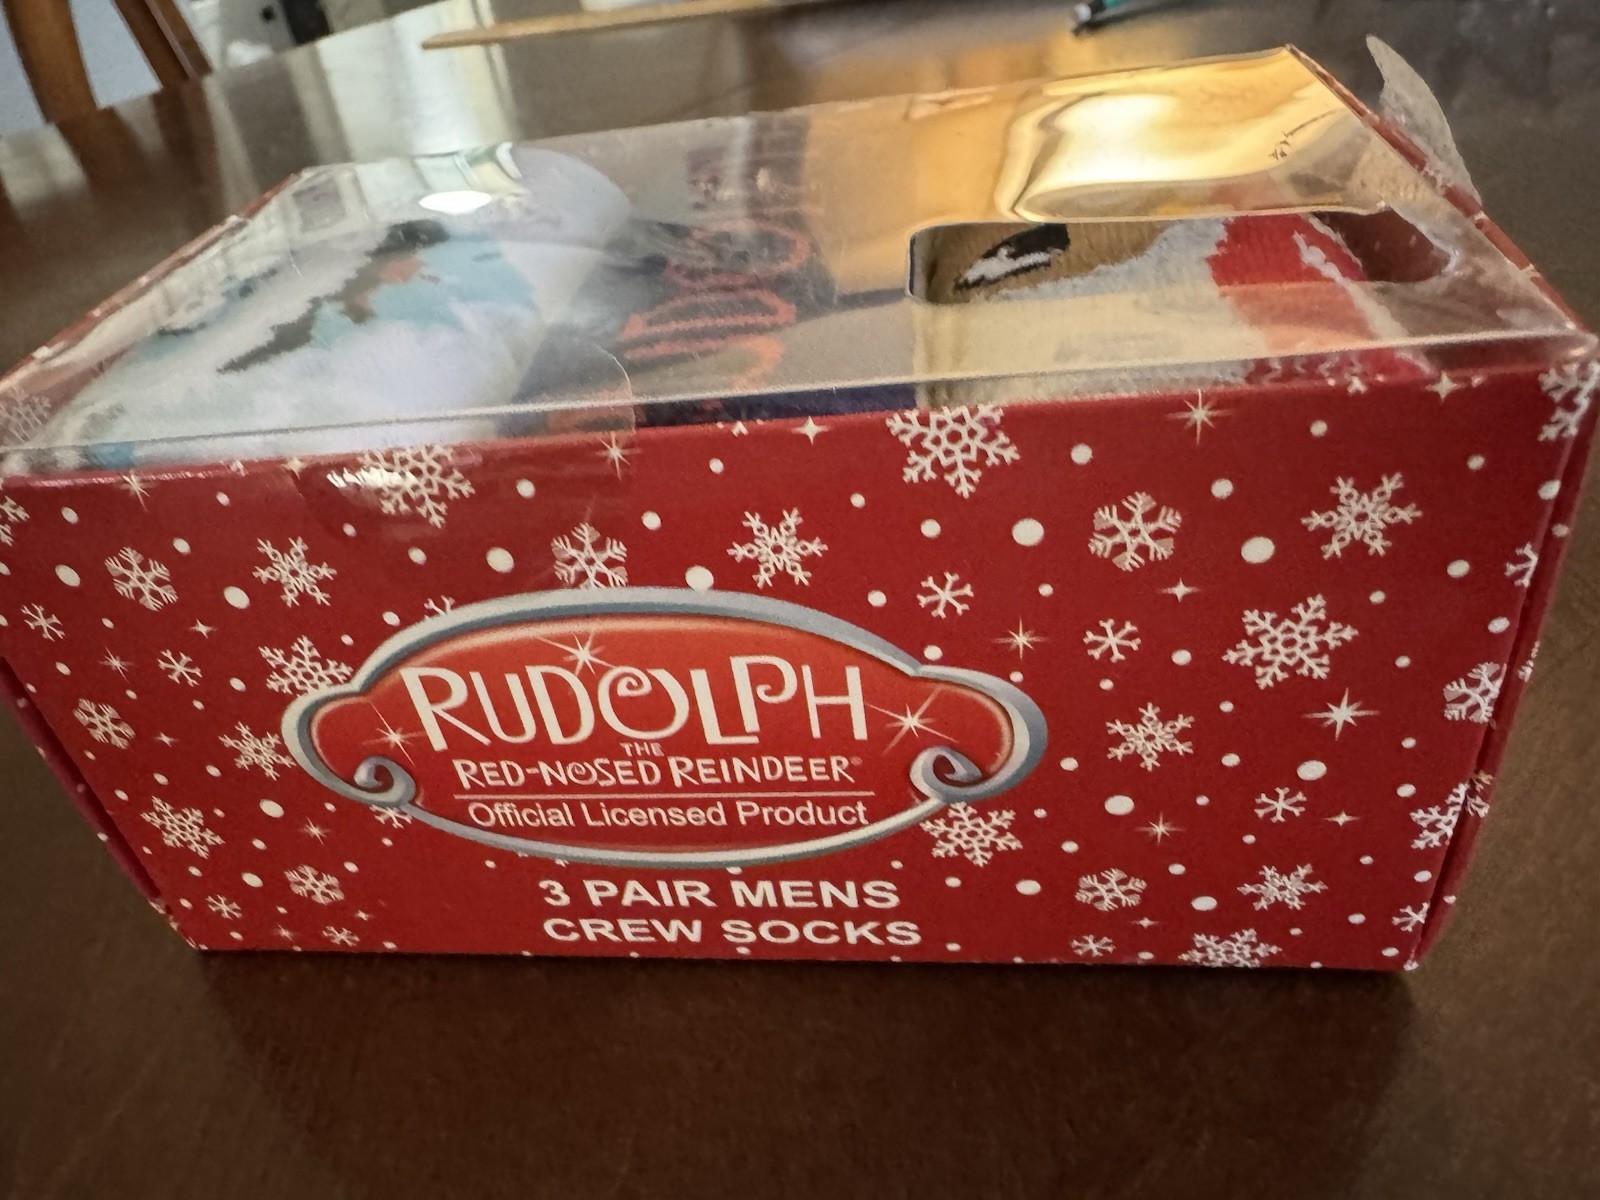 RUDOLPH
THE
RED-NOSED REINDEER®
Official Licensed Product
3 PAIR MENS
CREW SOCKS